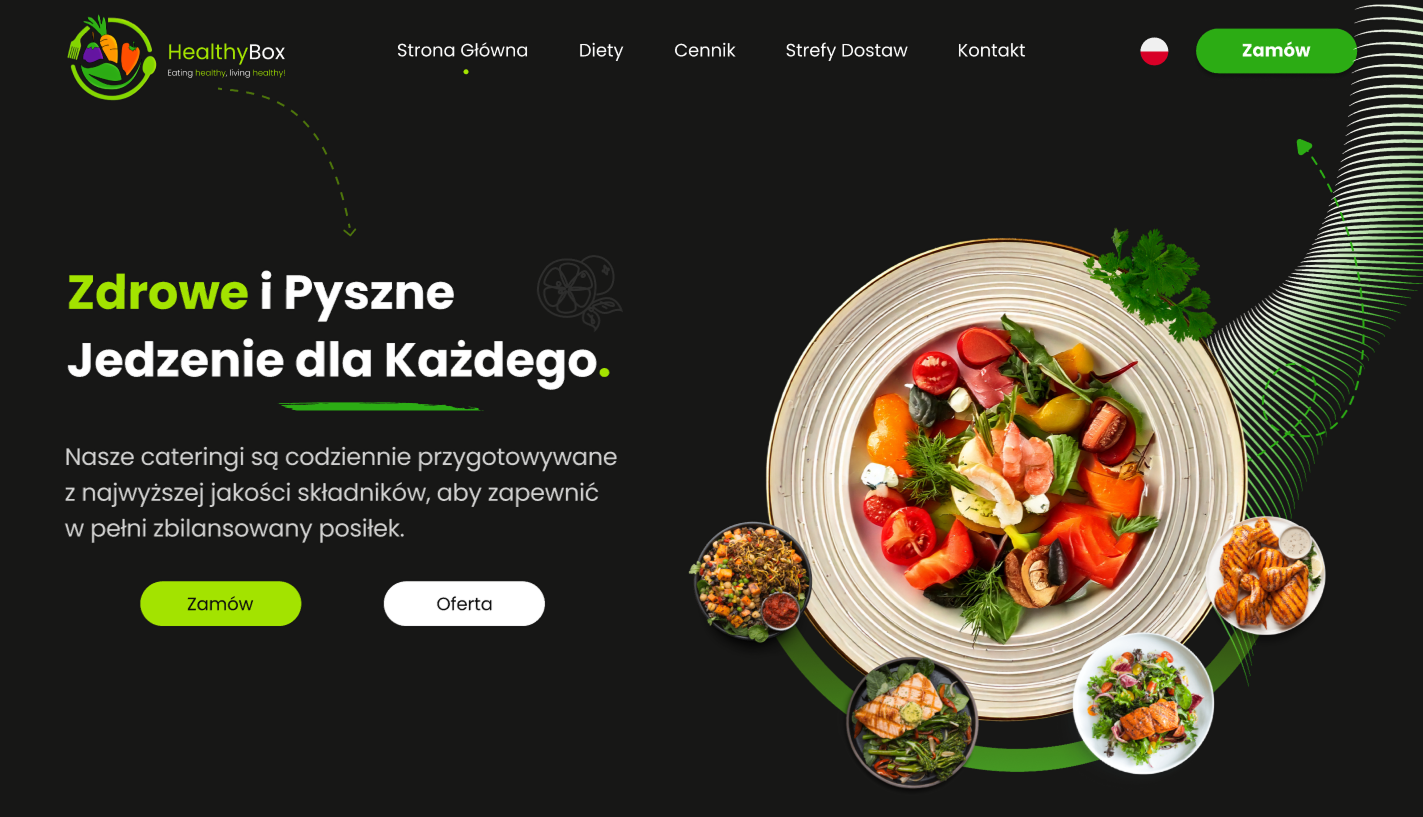 HealthyBox
Eating healthy, living healthy!
Strona Główna
Diety
Cennik
Strefy Dostaw
Kontakt
Zamów
Zdrowe i Pyszne
Jedzenie dla Każdego.
Nasze cateringi są codziennie przygotowywane
z najwyższej jakości składników, aby zapewnić
w pełni zbilansowany posiłek.
Zamów
Oferta